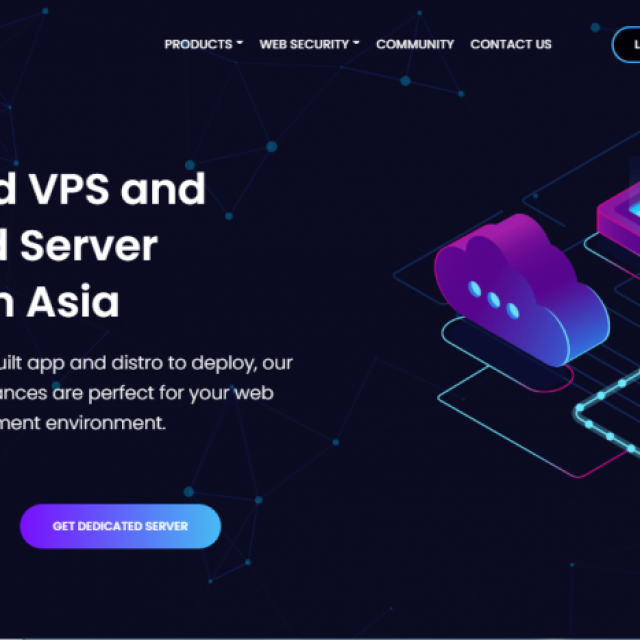 PRODUCTS WEB SECURITY COMMUNITY CONTACT US
d VPS and
d Server
n Asia
uilt app and distro to deploy, our
ances are perfect for your web
ment environment.
GET DEDICATED SERVER